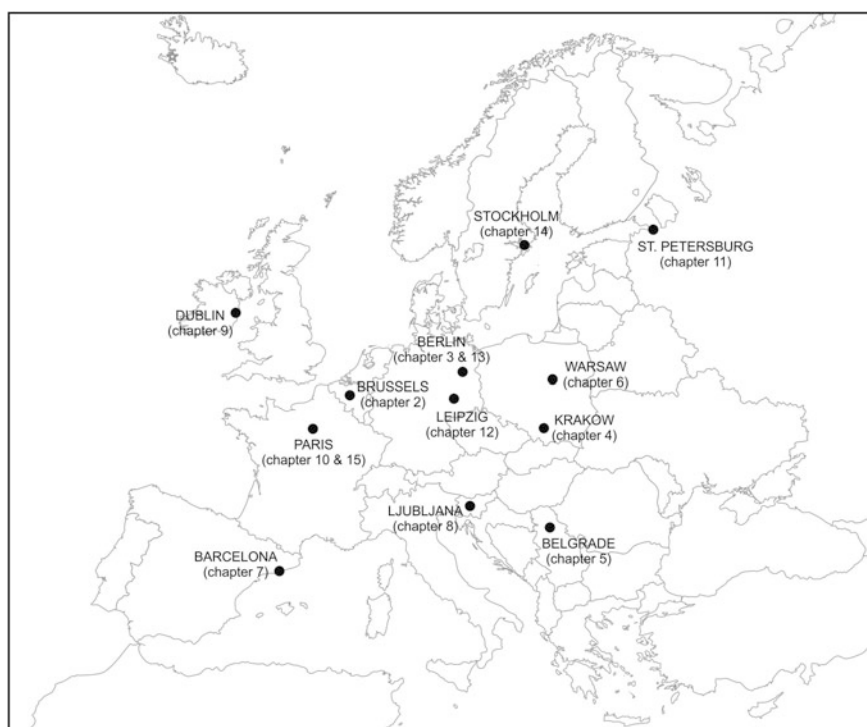 STOCKHOLM
(chapter 14)
ST. PETERSBURG
(chapter 11)
DUBLIN
(chapter 9)
BERLIN
(chapter 3 & 13)
WARSAW
(chapter 6)
BRUSSELS
(chapter 2)
LEIPZIG
(chapter 12)
KRAKOW
(chapter 4)
PARIS
(chapter 10 & 15)
LJUBLJANA
(chapter 8)
BELGRADE
(chapter 5)
BARCELONA
(chapter 7)